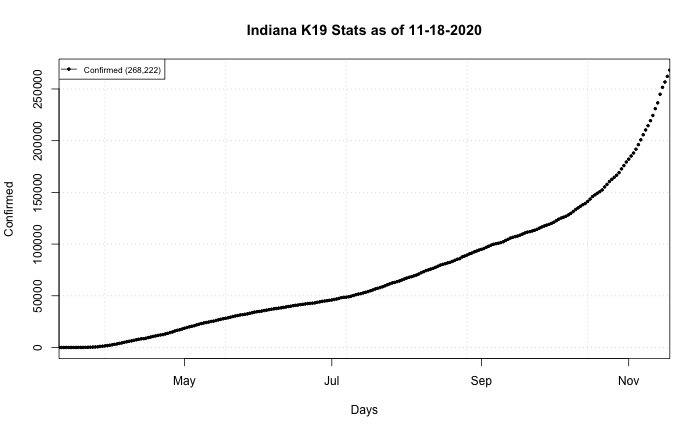 Indiana K19 Stats as of 11-18-2020
Confirmed (268,222)
250000
200000
150000
100000
50000
0
Confirmed
May Jul Sep Nov
Days